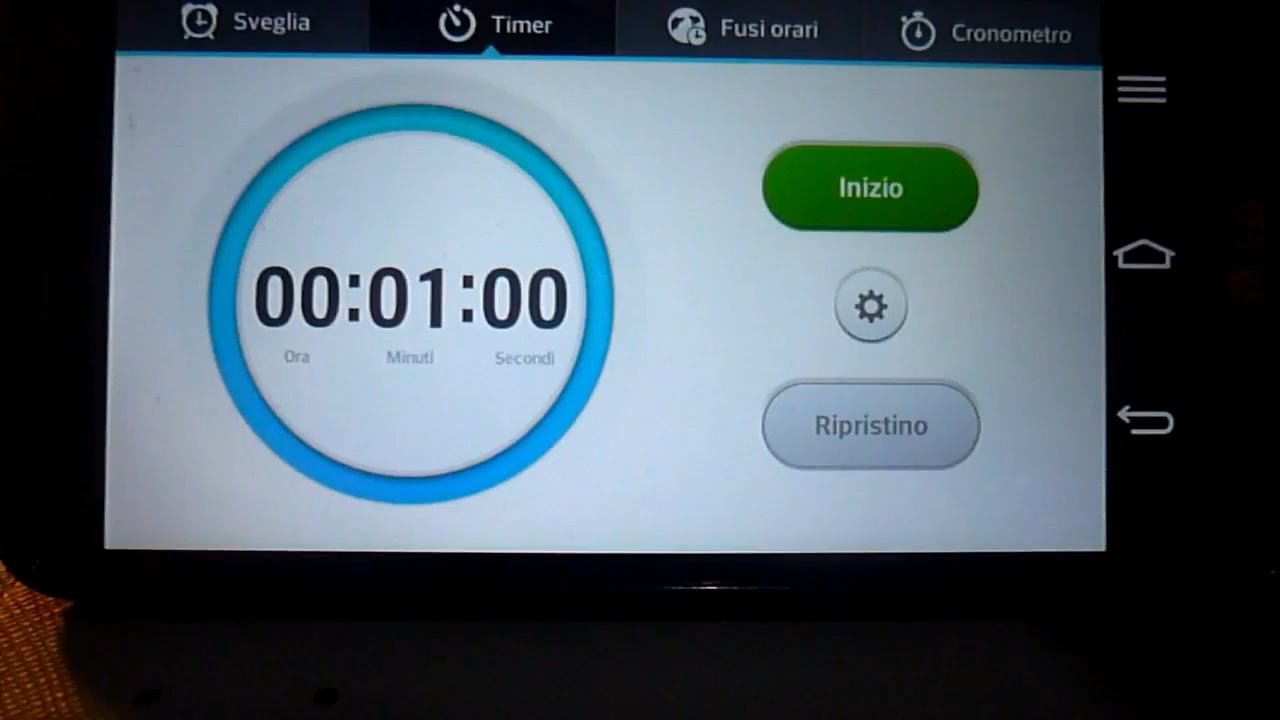 Sveglia
Timer
Fusi orari
Cronometro
Inizio
00:01:00
Ora Minuti Secondi
Ripristino